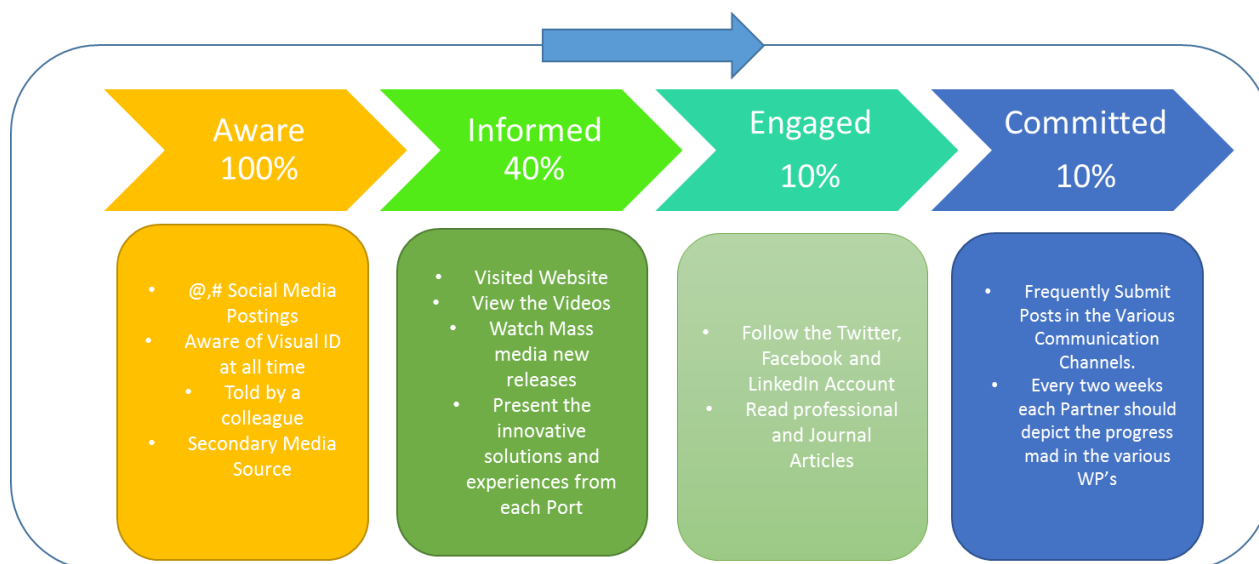 Aware
100%
Informed
40%
Engaged
10%
Committed
10%
• @,# Social Media
Postings
• Aware of Visual ID
at all time
• Told by a
colleague
• Secondary Media
Source
• Visited Website
• View the Videos
• Watch Mass
media new
releases
• Present the
innovative
solutions and
experiences from
each Port
• Follow the Twitter,
Facebook and
LinkedIn Account
• Read professional
and Journal
Articles
• Frequently Submit
Posts in the Various
Communication
Channels.
• Every two weeks
each Partner should
depict the progress
mad in the various
WP's